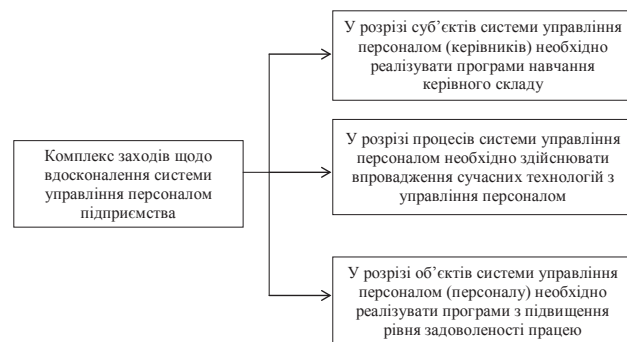 У розрізі суб’єктів системи управління
персоналом (керівників) необхідно
реалізувати програми навчання
керівного складу
Комплекс заходів щодо
вдосконалення системи
управління персоналом
підприємства
У розрізі процесів системи управління
персоналом необхідно здійснювати
впровадження сучасних технологій з
управління персоналом
У розрізі об’єктів системи управління
персоналом (персоналу) необхідно
реалізувати програми з підвищення
рівня задоволеності працею